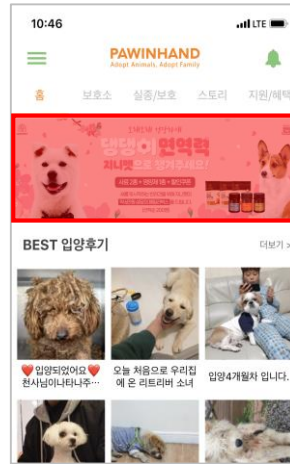 10:46
LTE
PAWINHAND
Adopt Animals, Adopt Family
홈 보호소 실종/보호 스토리 지원/혜택
댕댕이 면역력
지니펫으로 챙겨주세요!
BEST 입양후기
더보기 >
❤️입양되었어요❤️
천사님이나타나주…
오늘 처음으로 우리집
에 온 리트리버 소녀
입양4개월차 입니다.